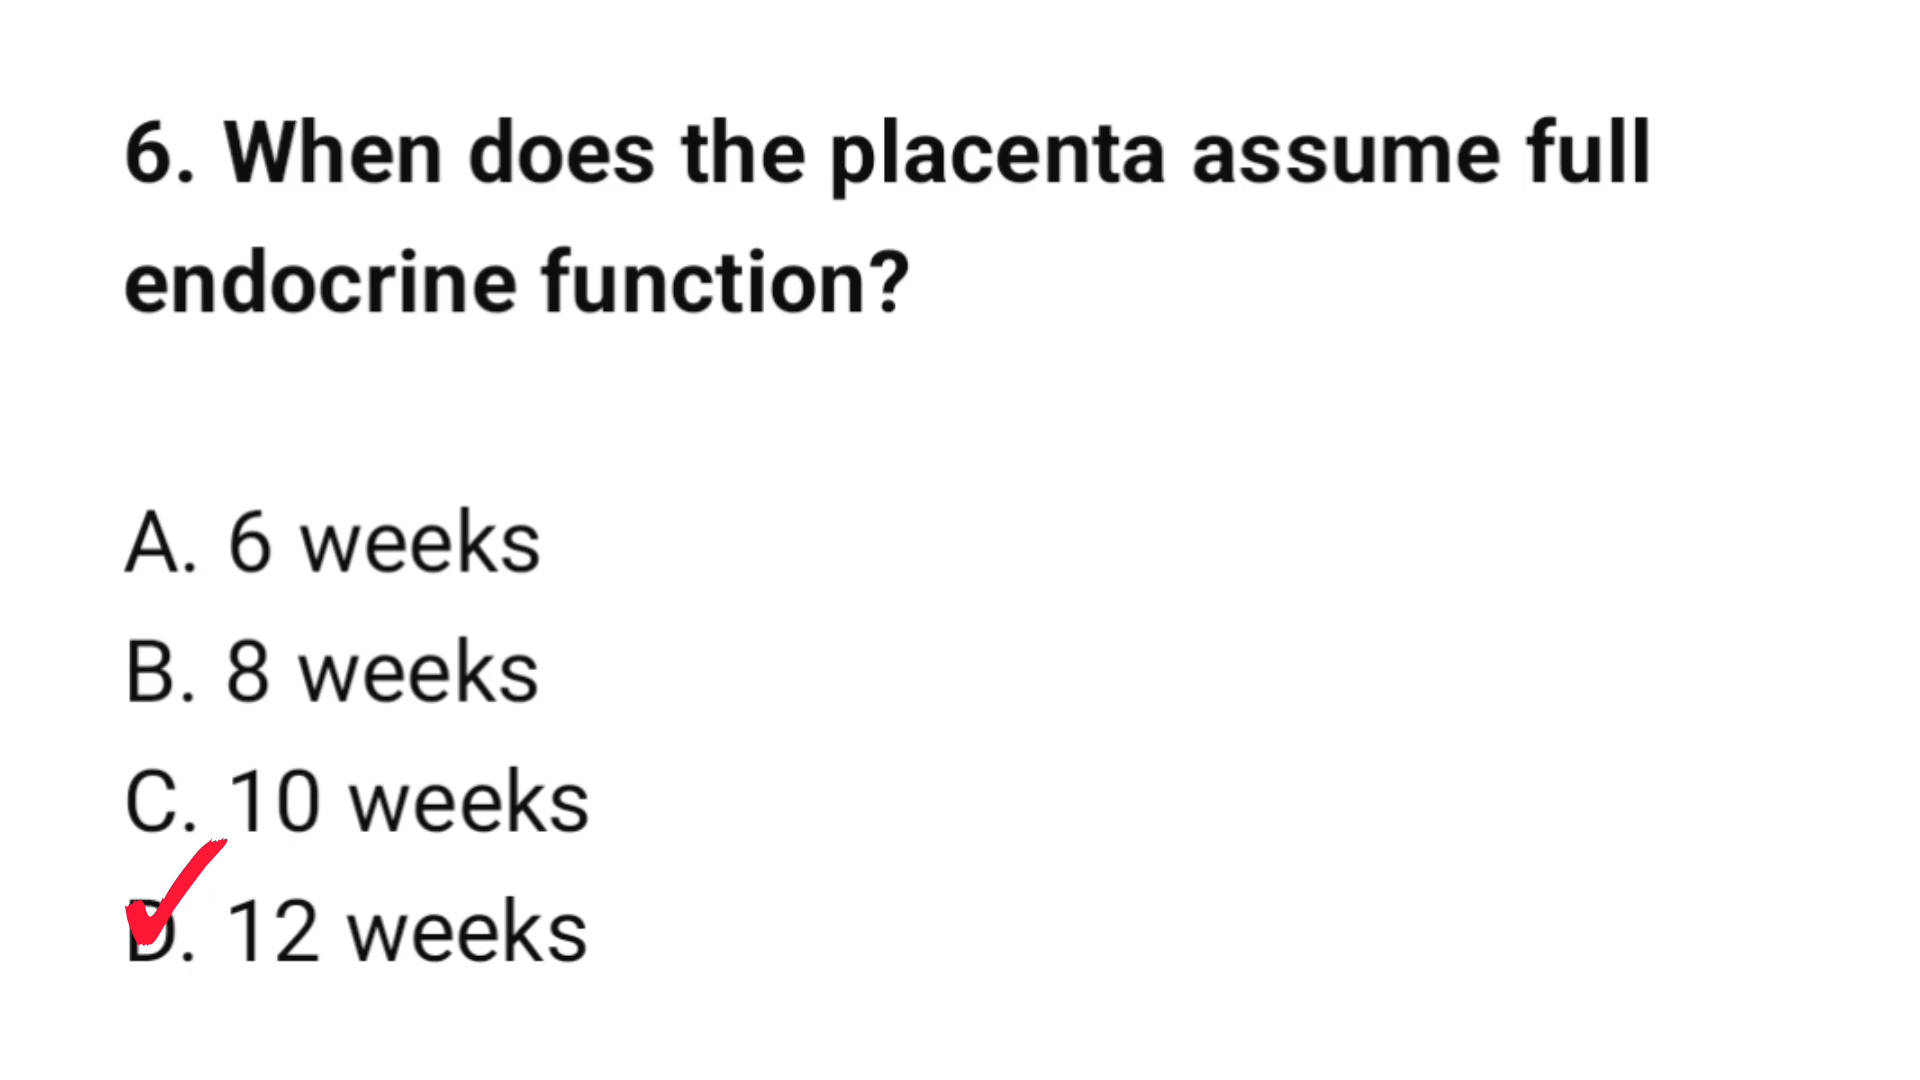 6. When does the placenta assume full
endocrine function?
A. 6 weeks
B. 8 weeks
C. 10 weeks
D. 12 weeks